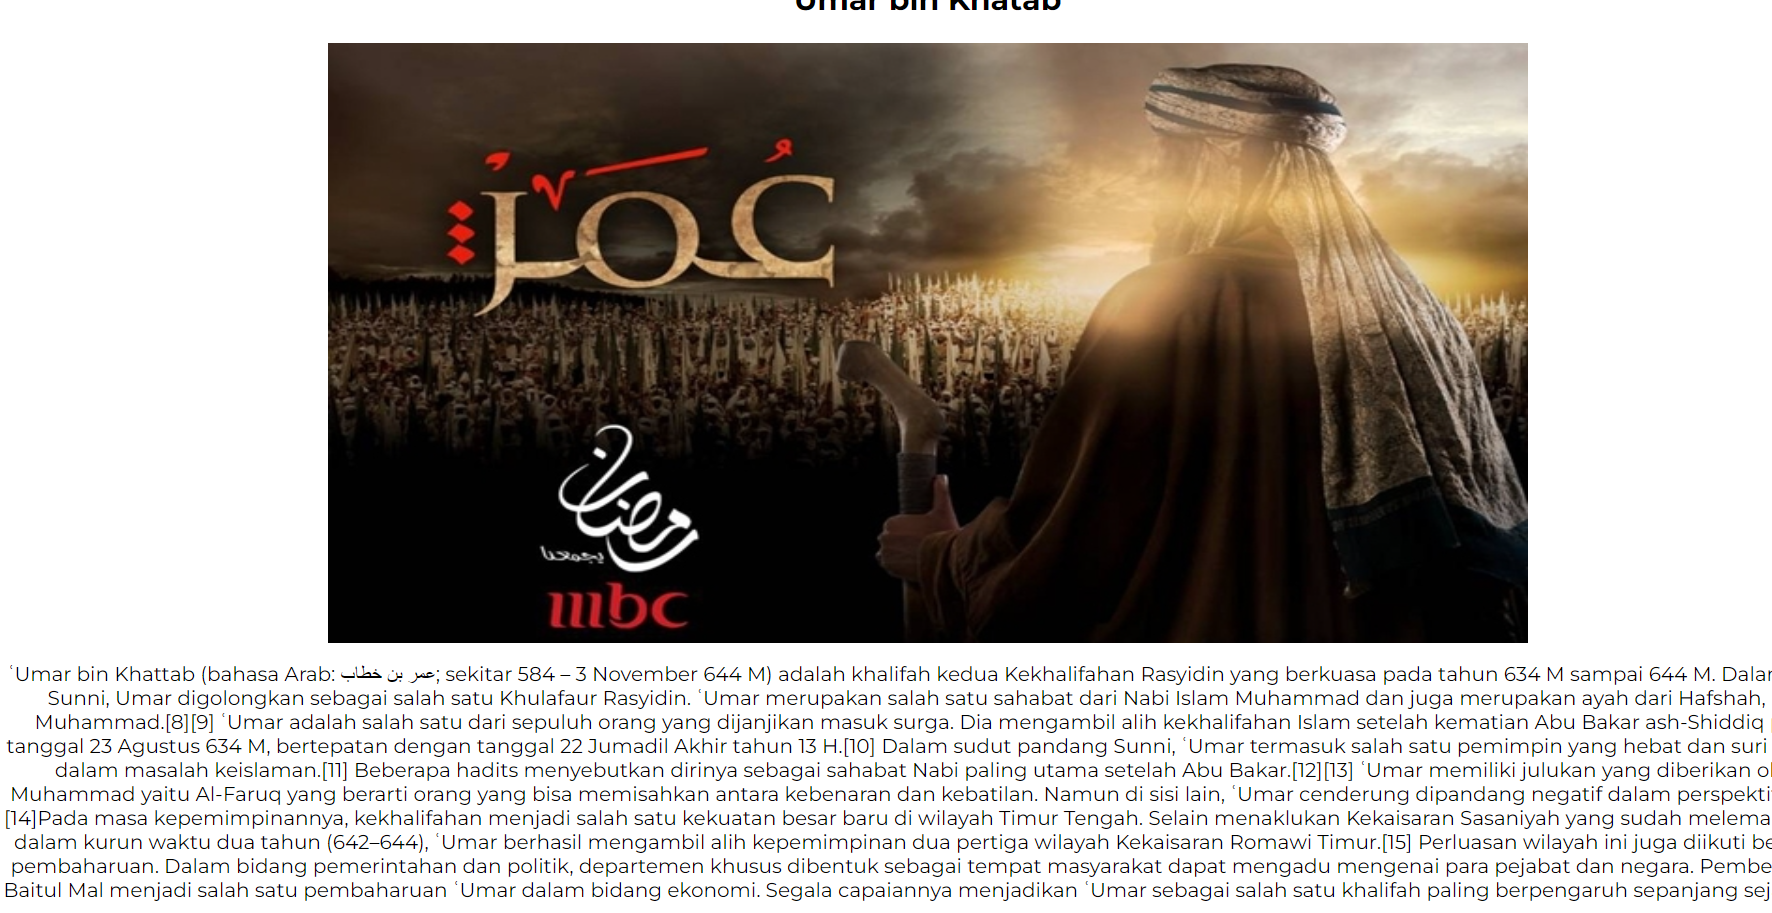 Umar bin Khatab
عُمَرْ
رمضان
يجمعنا
mbc
ʿUmar bin Khattab (bahasa Arab: عمر بن خطاب; sekitar 584 – 3 November 644 M) adalah khalifah kedua Kekhalifahan Rasyidin yang berkuasa pada tahun 634 M sampai 644 M.
Sunni, Umar digolongkan sebagai salah satu Khulafaur Rasyidin. ʿUmar merupakan salah satu sahabat dari Nabi Islam Muhammad dan juga merupakan ayah dari Hafshah,
Muhammad.[8][9] ʿUmar adalah salah satu dari sepuluh orang yang dijanjikan masuk surga. Dia mengambil alih kekhalifahan Islam setelah kematian Abu Bakar ash-Shiddiq
tanggal 23 Agustus 634 M, bertepatan dengan tanggal 22 Jumadil Akhir tahun 13 H.[10] Dalam sudut pandang Sunni, ʿUmar termasuk salah satu pemimpin yang hebat dan suri
dalam masalah keislaman.[11] Beberapa hadits menyebutkan dirinya sebagai sahabat Nabi paling utama setelah Abu Bakar.[12][13] ʿUmar memiliki julukan yang diberikan
Muhammad yaitu Al-Faruq yang berarti orang yang bisa memisahkan antara kebenaran dan kebatilan. Namun di sisi lain, ʿUmar cenderung dipandang negatif dalam
[14]Pada masa kepemimpinannya, kekhalifahan menjadi salah satu kekuatan besar baru di wilayah Timur Tengah. Selain menaklukan Kekaisaran Sasaniyah yang sudah
dalam kurun waktu dua tahun (642–644), ʿUmar berhasil mengambil alih kepemimpinan dua pertiga wilayah Kekaisaran Romawi Timur.[15] Perluasan wilayah ini juga diikuti
pembaharuan. Dalam bidang pemerintahan dan politik, departemen khusus dibentuk sebagai tempat masyarakat dapat mengadu mengenai para pejabat dan negara.
Baitul Mal menjadi salah satu pembaharuan ʿUmar dalam bidang ekonomi. Segala capaiannya menjadikan ʿUmar sebagai salah satu khalifah paling berpengaruh sepanjang